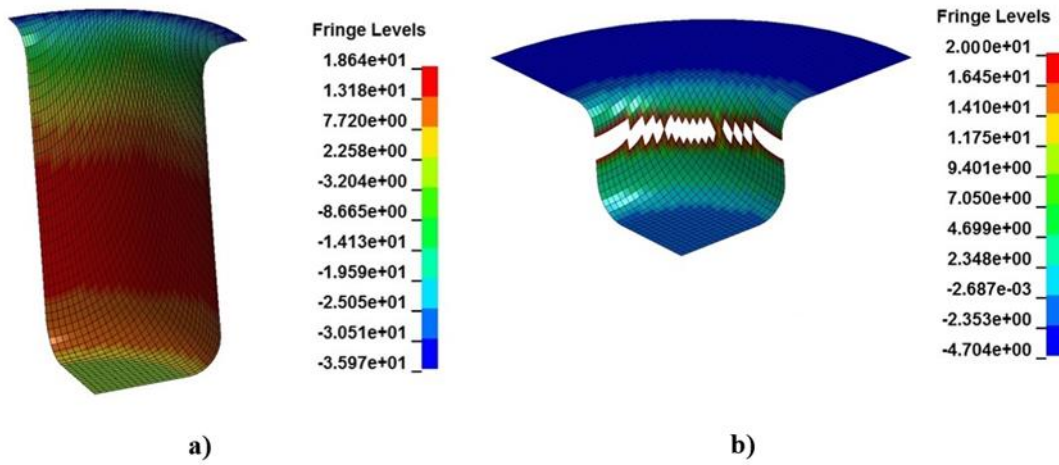 Fringe Levels
1.864e+01
1.318e+01
7.720e+00
2.258e+00
-3.204e+00
-8.665e+00
-1.413e+01
-1.959e+01
-2.505e+01
-3.051e+01
-3.597e+01
a)
Fringe Levels
2.000e+01
1.645e+01
1.410e+01
1.175e+01
9.401e+00
7.050e+00
4.699e+00
2.348e+00
-2.687e-03
-2.353e+00
-4.704e+00
b)